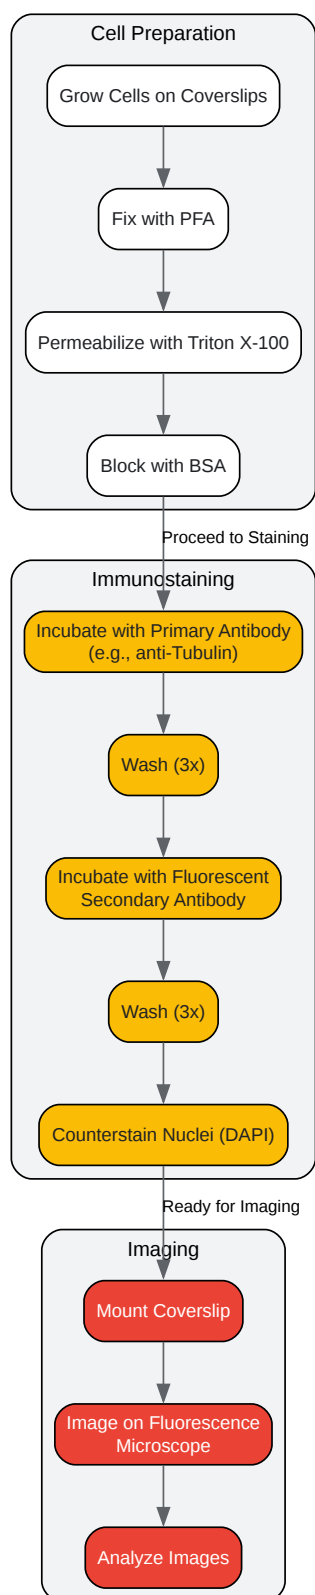 Cell Preparation
Grow Cells on Coverslips
Fix with PFA
Permeabilize with Triton X-100
Block with BSA
Proceed to Staining
Immunostaining
Incubate with Primary Antibody
(e.g., anti-Tubulin)
Wash (3x)
Incubate with Fluorescent
Secondary Antibody
Wash (3x)
Counterstain Nuclei (DAPI)
Ready for Imaging
Imaging
Mount Coverslip
Image on Fluorescence
Microscope
Analyze Images